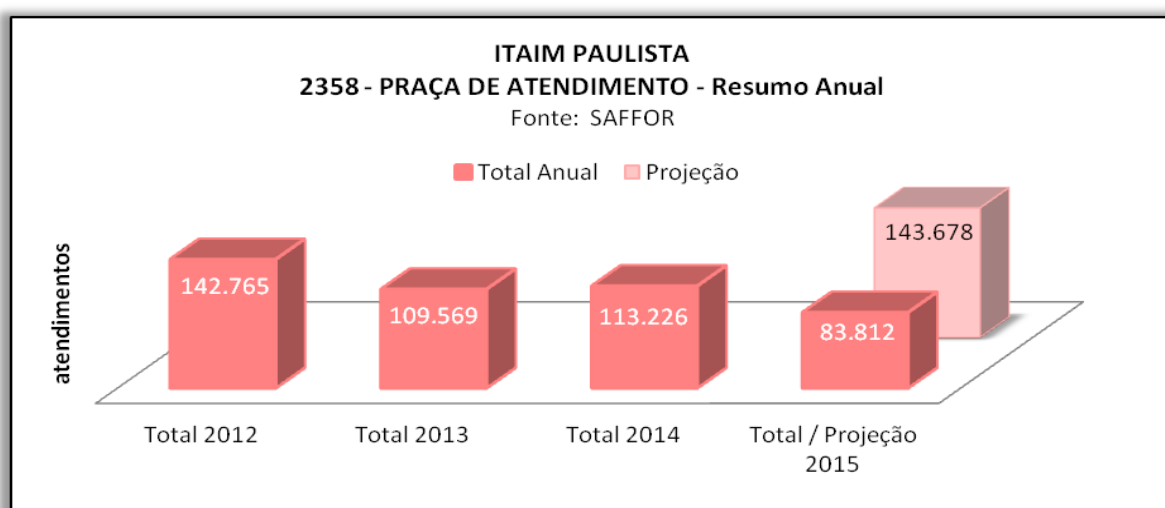 ITAIM PAULISTA
2358 - PRAÇA DE ATENDIMENTO - Resumo Anual
Fonte: SAFFOR
Total Anual Projeção
atendimentos
142.765
109.569
113.226
83.812
143.678
Total 2012
Total 2013
Total 2014
Total / Projeção
2015